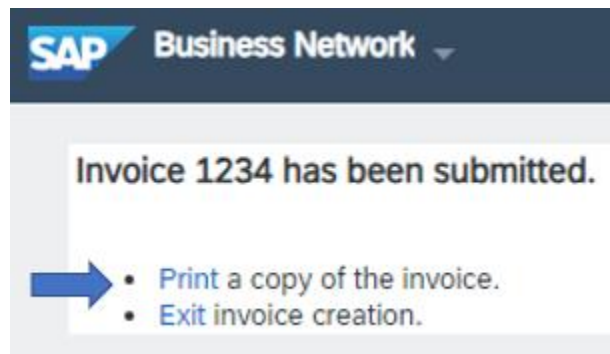 SAP Business Network
Invoice 1234 has been submitted.
• Print a copy of the invoice.
• Exit invoice creation.